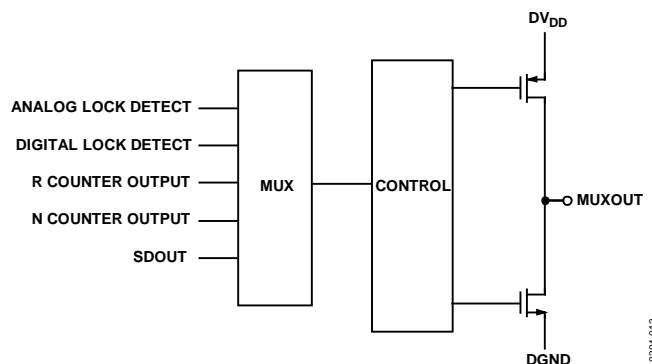 DVDD
ANALOG LOCK DETECT
DIGITAL LOCK DETECT
R COUNTER OUTPUT
MUX
CONTROL
N COUNTER OUTPUT
MUXOUT
SDOUT
DGND